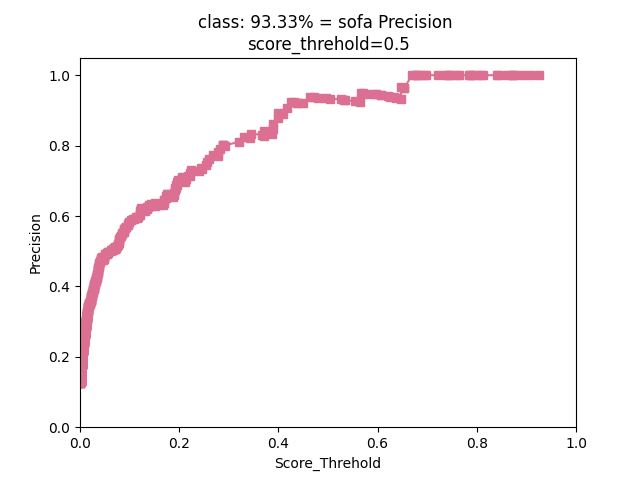 class: 93.33% = sofa Precision
score_threhold=0.5
1.0
0.8
0.6
0.4
0.2
0.0
Precision
0.0 0.2 0.4 0.6 0.8 1.0
Score_Threhold